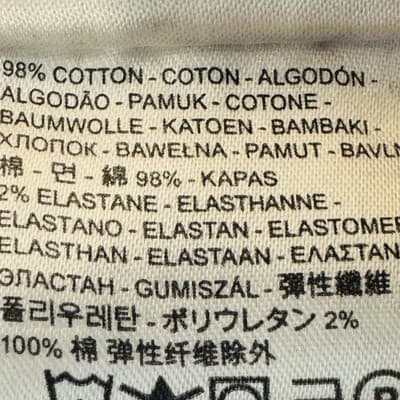 98% COTTON - COTON - ALGODÓN -
ALGODÃO - PAMUK - COTONE -
BAUMWOLLE - KATOEN - BAMBAKI -
ХЛОПОК - BAWEŁNA - PAMUT - BAVLN
棉 - 면 - 綿 98% - KAPAS
2% ELASTANE - ELASTHANNE -
ELASTANO - ELASTAN - ELASTOMER
ELASTHAN - ELASTAAN - ΕΛΑΣΤΑΝ
ЭЛАСТАН - GUMISZÁL - 彈性纖維
폴리우레탄 - ポリウレタン 2%
100% 棉 弹性纤维除外